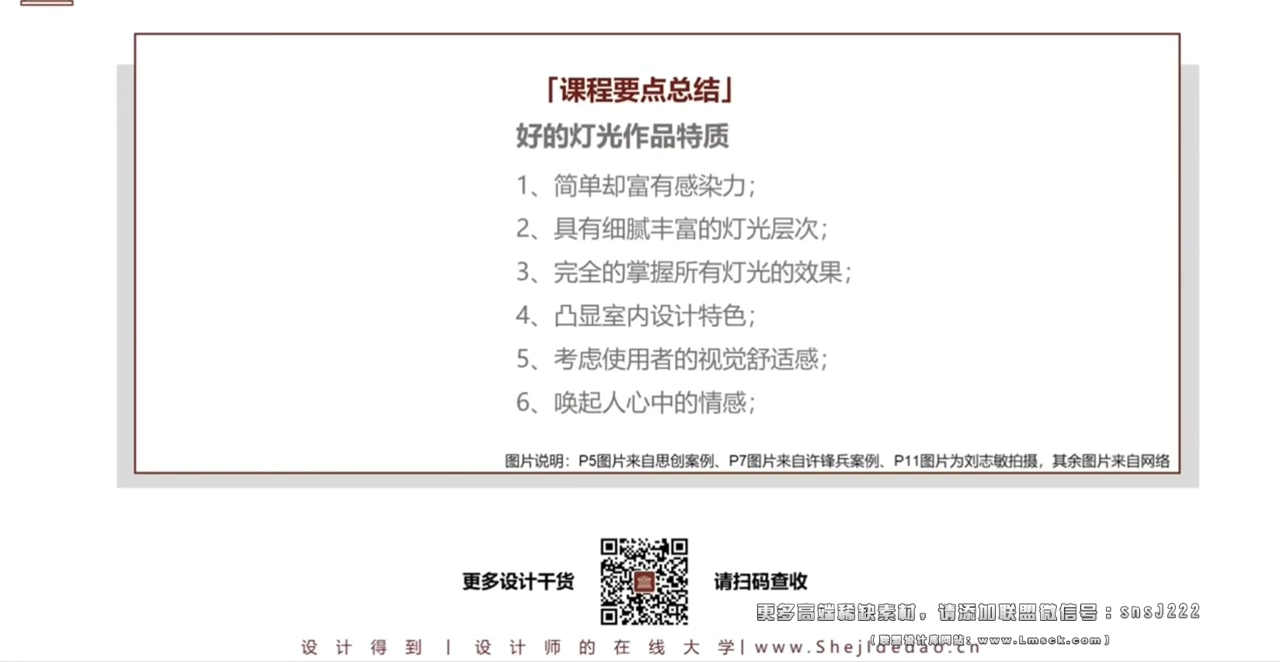 「课程要点总结」
好的灯光作品特质
1、简单却富有感染力；
2、具有细腻丰富的灯光层次；
3、完全的掌握所有灯光的效果；
4、凸显室内设计特色；
5、考虑使用者的视觉舒适感；
6、唤起人心中的情感；
图片说明：P5图片来自思创案例、P7图片来自许锋兵案例、P11图片为刘志敏拍摄，其余图片来自网络
更多设计干货
请扫码查收
更多高端稀缺素材，请添加联盟微信号：snsJ222
设计得到 | 设计师的在线大学| www.Shejidedao.cn
www.Lmsck.com)